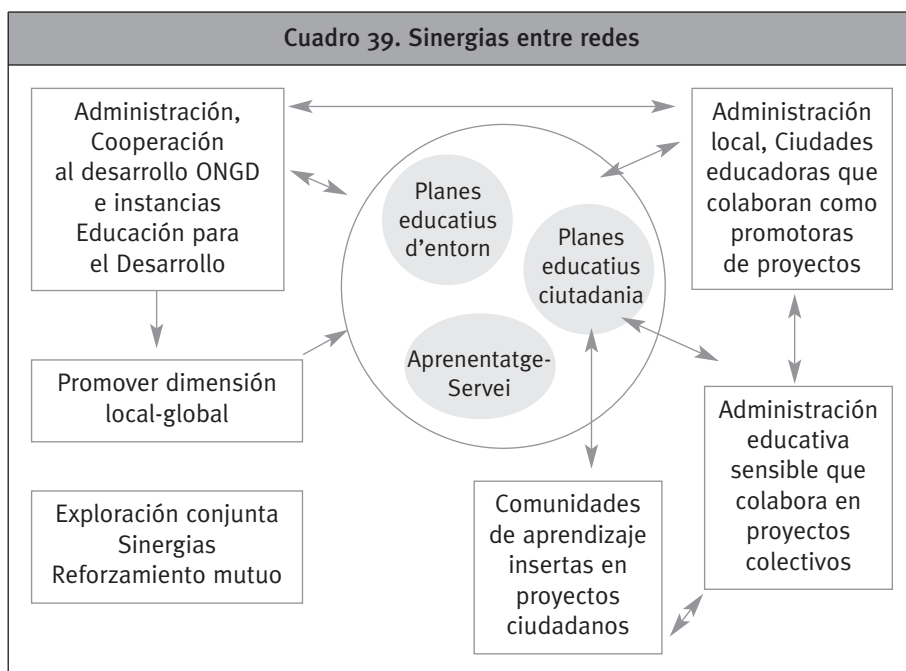 Cuadro 39. Sinergias entre redes
Administración,
Cooperación
al desarrollo ONGD
e instancias
Educación para
el Desarrollo
Administración
local, Ciudades
educadoras que
colaboran como
promotoras
de proyectos
Planes
educatius
d'entorn
Planes
educatius
ciutadania
Aprenentatge-
Servei
Promover dimensión
local-global
Administración
educativa
sensible que
colabora en
proyectos
colectivos
Exploración conjunta
Sinergias
Reforzamiento mutuo
Comunidades
de aprendizaje
insertas en
proyectos
ciudadanos